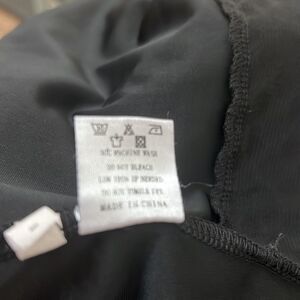 MACHINE WASH
DO NOT BLEACH
LOW IRON IF NEEDED.
DO NOT TUMBLE DRY.
MADE IN CHINA